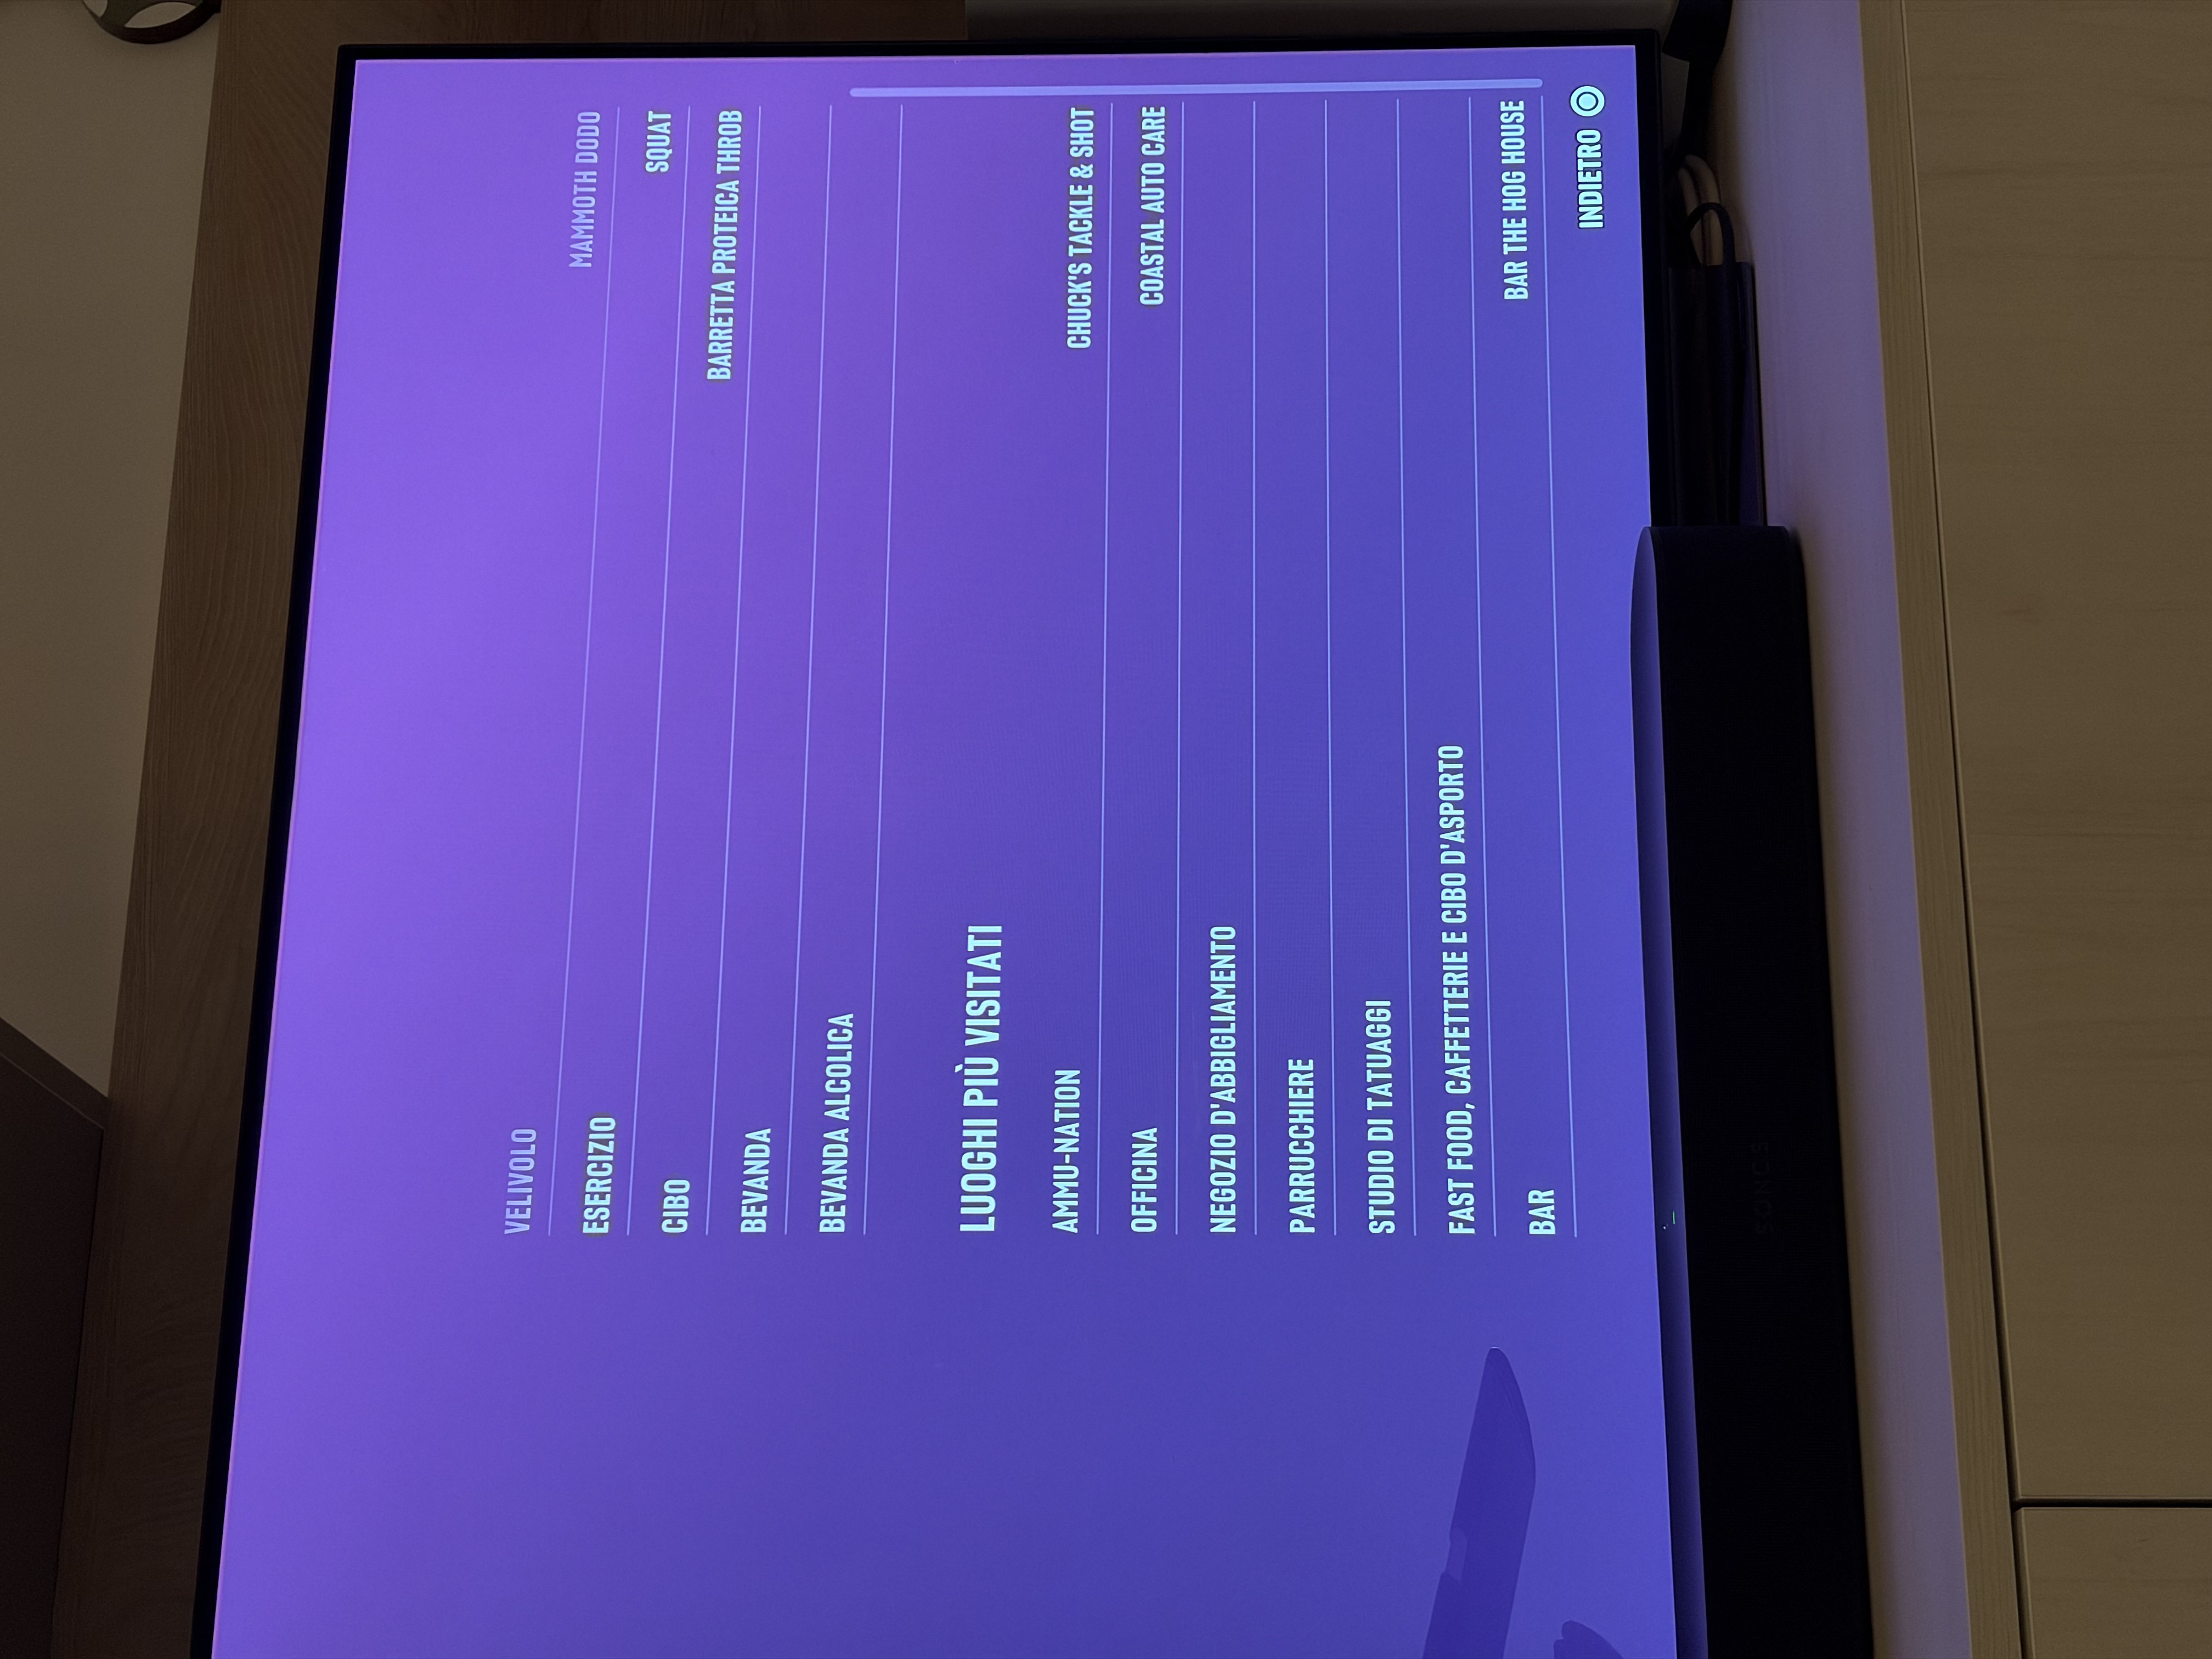 VELIVOLO MAMMOTH DODO
ESERCIZIO SQUAT
CIBO BARRETTA PROTEICA THROB
BEVANDA
BEVANDA ALCOLICA
LUOGHI PIÙ VISITATI
AMMU-NATION CHUCK'S TACKLE & SHOT
OFFICINA COASTAL AUTO CARE
NEGOZIO D'ABBIGLIAMENTO
PARRUCCHIERE
STUDIO DI TATUAGGI
FAST FOOD, CAFFETTERIE E CIBO D'ASPORTO
BAR BAR THE HOG HOUSE
INDIETRO
SONOS